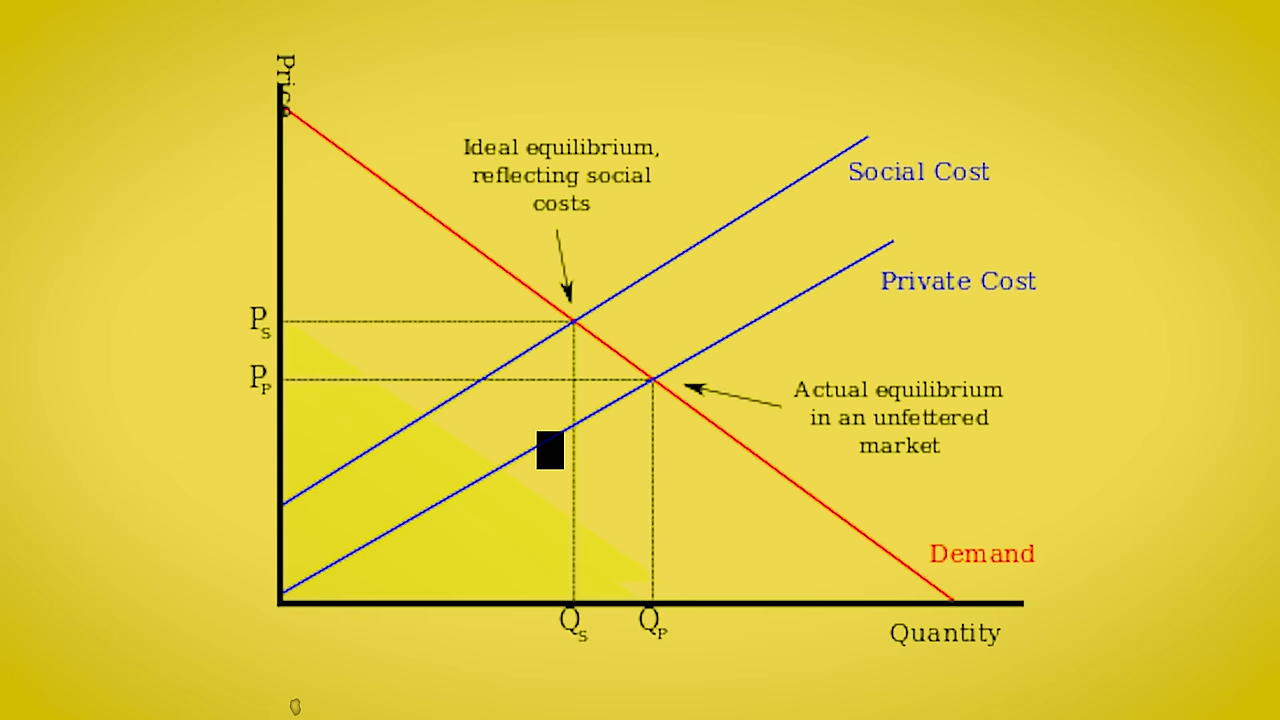 Price
Ideal equilibrium,
reflecting social
costs
Social Cost
Private Cost
PS
PP
Actual equilibrium
in an unfettered
market
Demand
QS
QP
Quantity